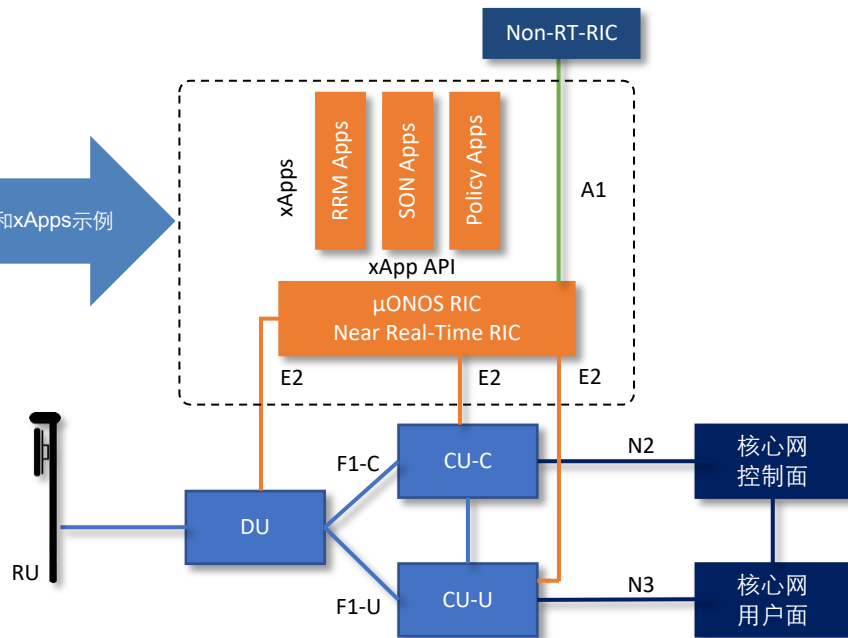 Non-RT-RIC
xApps
RRM Apps
SON Apps
Policy Apps
A1
和xApps示例
xApp API
µONOS RIC
Near Real-Time RIC
E2
E2
E2
RU
DU
F1-C
F1-U
CU-C
CU-U
N2
N3
核心网
控制面
核心网
用户面